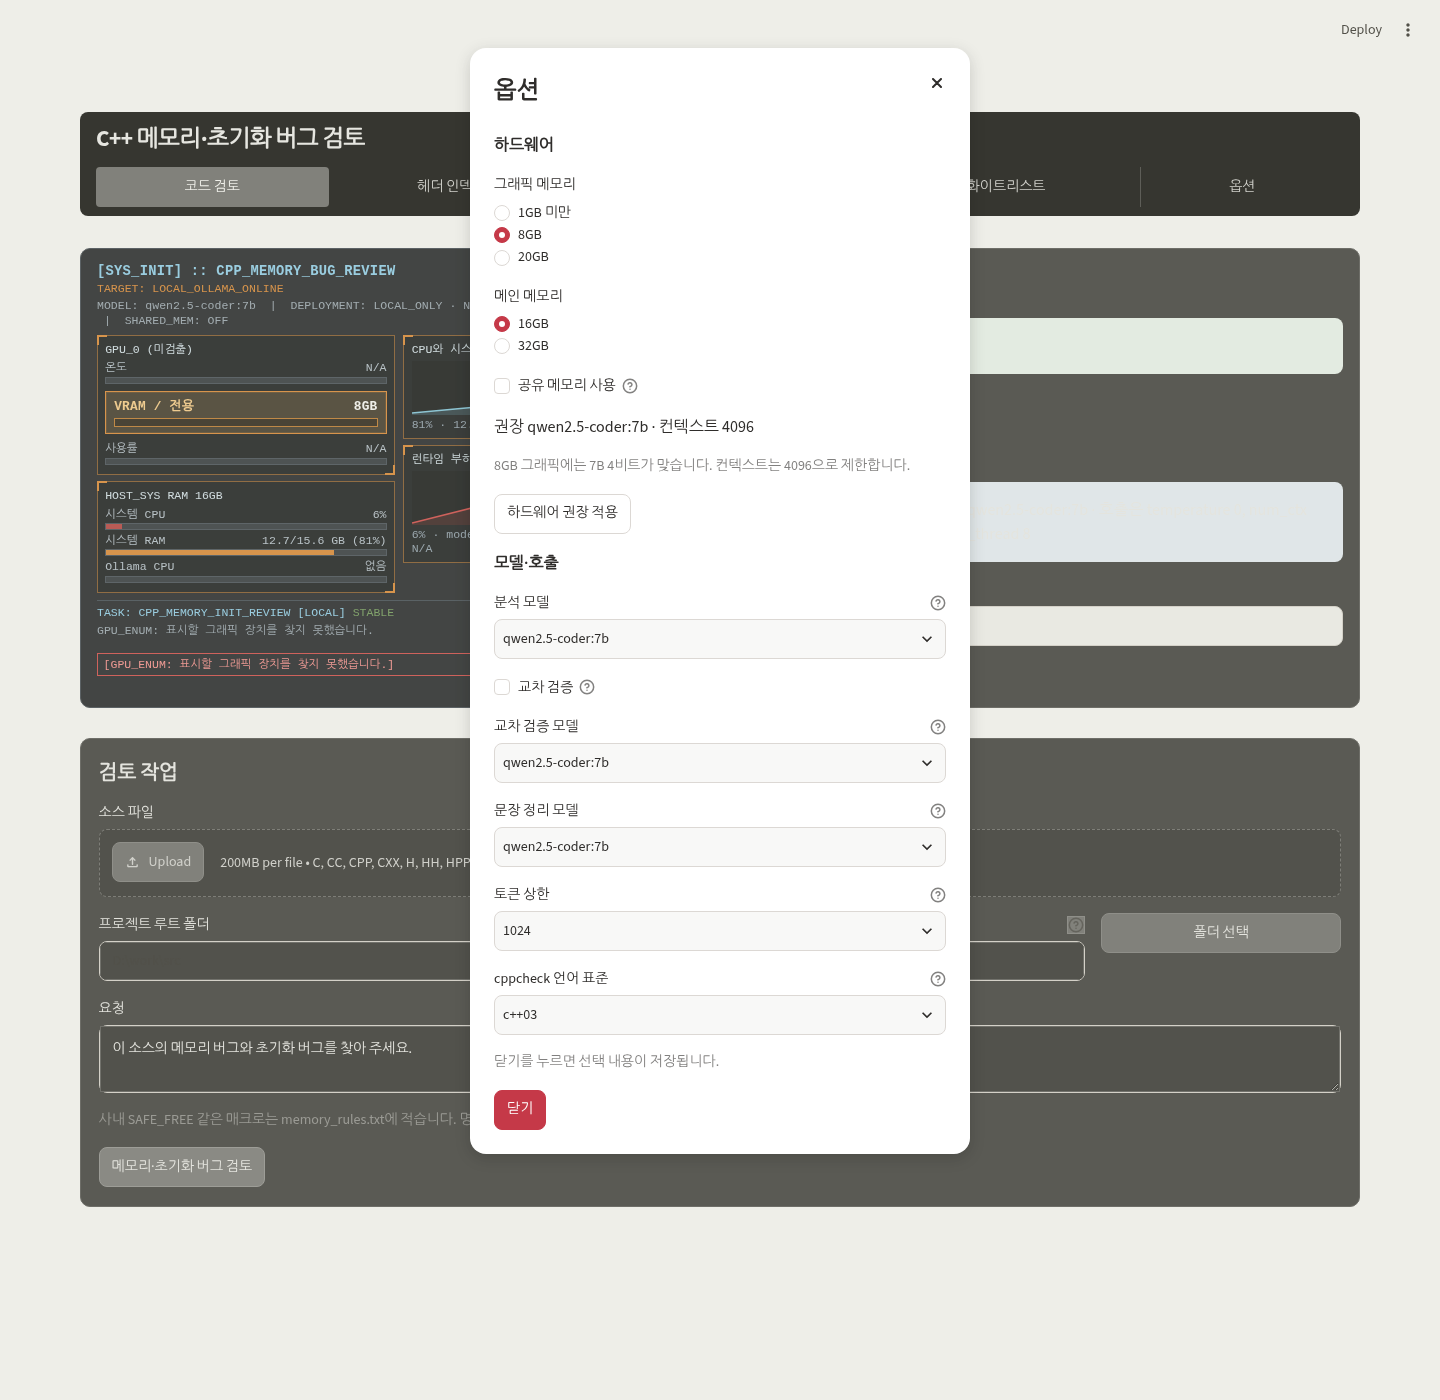 Deploy
C++ 메모리·초기화 버그 검토
코드 검토
헤더 인덱
화이트리스트
옵션
[SYS_INIT] :: CPP_MEMORY_BUG_REVIEW
TARGET: LOCAL_OLLAMA_ONLINE
MODEL: qwen2.5-coder:7b | DEPLOYMENT: LOCAL_ONLY · N
| SHARED_MEM: OFF
GPU_0 (미검출)
온도 N/A
VRAM / 전용 8GB
사용률 N/A
HOST_SYS RAM 16GB
시스템 CPU 6%
시스템 RAM 12.7/15.6 GB (81%)
Ollama CPU 없음
CPU와 시스
81% · 12.
런타임 부하
6% · mode
N/A
TASK: CPP_MEMORY_INIT_REVIEW [LOCAL] STABLE
GPU_ENUM: 표시할 그래픽 장치를 찾지 못했습니다.
[GPU_ENUM: 표시할 그래픽 장치를 찾지 못했습니다.]
검토 작업
소스 파일
Upload
200MB per file • C, CC, CPP, CXX, H, HH, HPP
프로젝트 루트 폴더
폴더 선택
요청
이 소스의 메모리 버그와 초기화 버그를 찾아 주세요.
사내 SAFE_FREE 같은 매크로는 memory_rules.txt에 적습니다. 명
메모리·초기화 버그 검토
옵션
하드웨어
그래픽 메모리
1GB 미만
8GB
20GB
메인 메모리
16GB
32GB
공유 메모리 사용
권장 qwen2.5-coder:7b · 컨텍스트 4096
8GB 그래픽에는 7B 4비트가 맞습니다. 컨텍스트는 4096으로 제한합니다.
하드웨어 권장 적용
모델·호출
분석 모델
qwen2.5-coder:7b
교차 검증
교차 검증 모델
qwen2.5-coder:7b
문장 정리 모델
qwen2.5-coder:7b
토큰 상한
1024
cppcheck 언어 표준
c++03
닫기를 누르면 선택 내용이 저장됩니다.
닫기